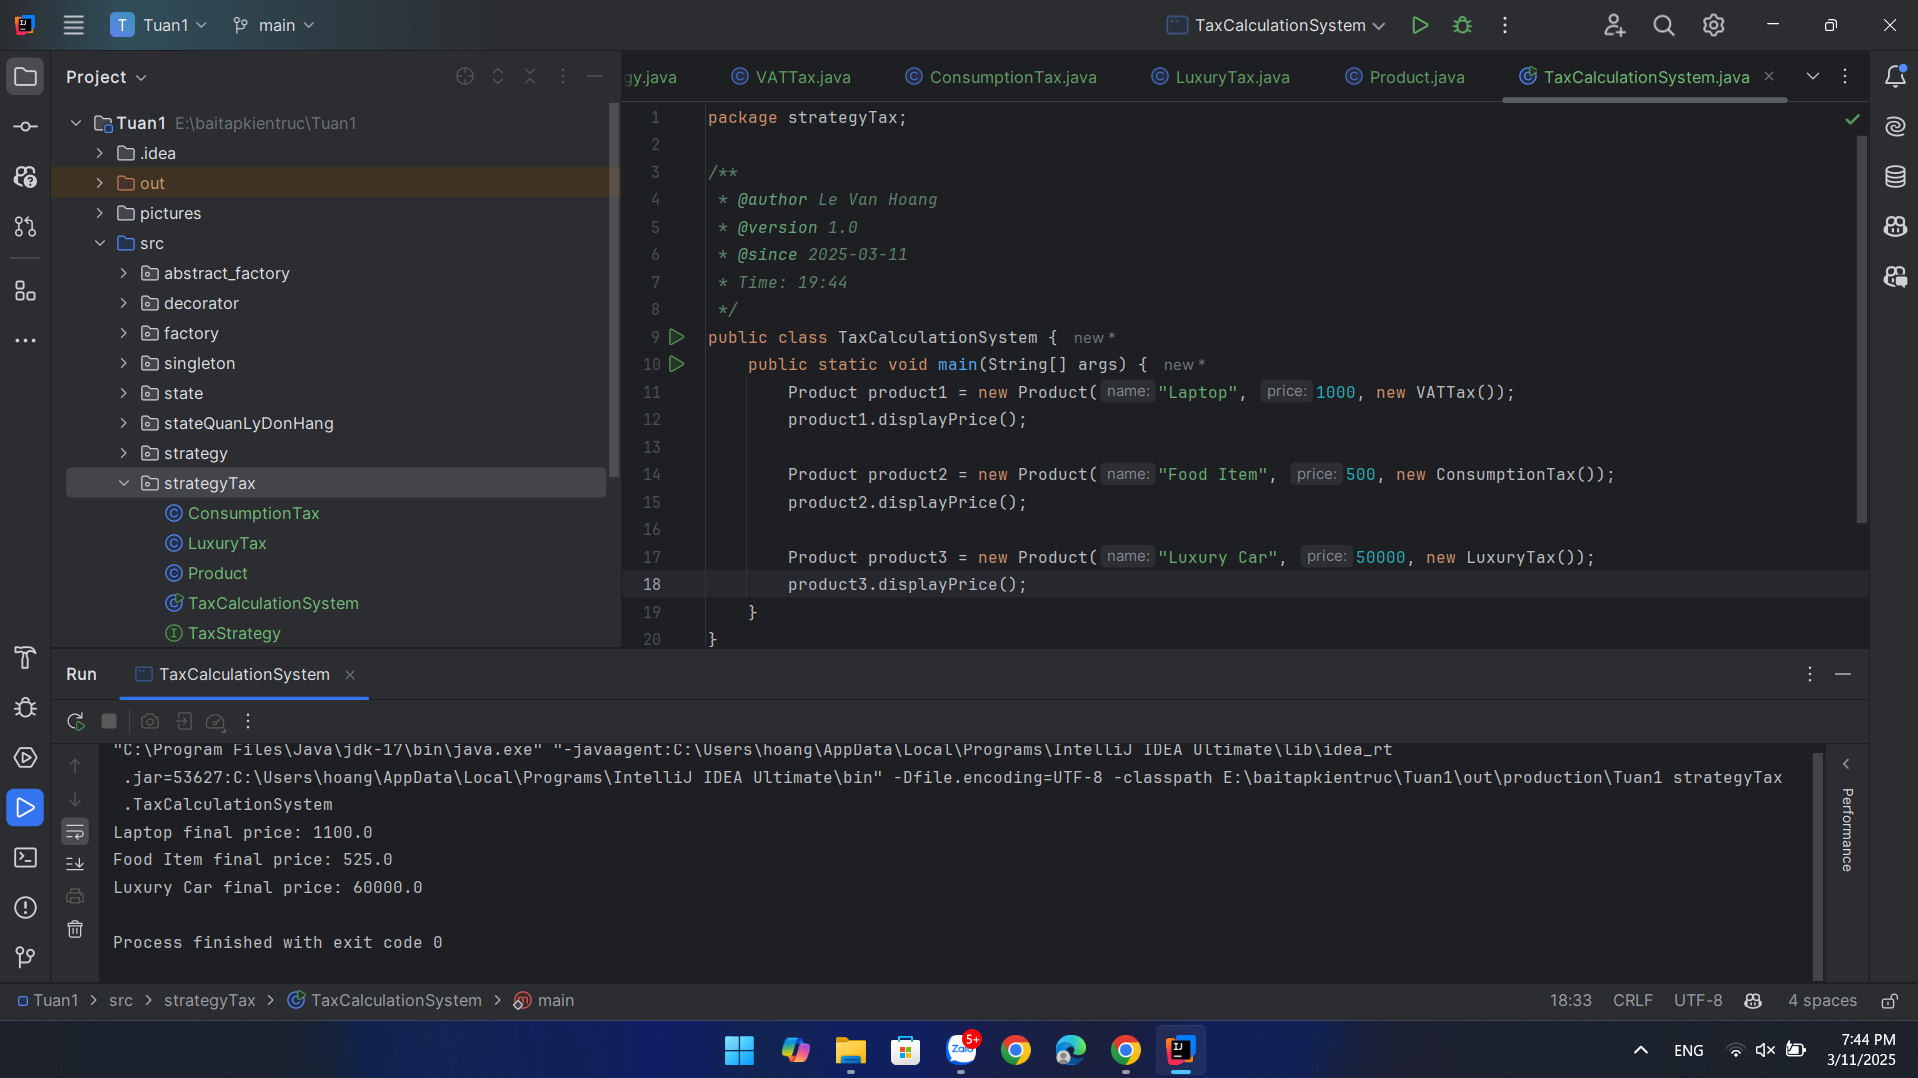 T Tuan1 main TaxCalculationSystem
Project
gy.java VATTax.java ConsumptionTax.java LuxuryTax.java Product.java TaxCalculationSystem.java
Tuan1 E:\baitapkientruc\Tuan1
.idea
out
pictures
src
abstract_factory
decorator
factory
singleton
state
stateQuanLyDonHang
strategy
strategyTax
ConsumptionTax
LuxuryTax
Product
TaxCalculationSystem
TaxStrategy
1 package strategyTax;
2
3 /**
4 * @author Le Van Hoang
5 * @version 1.0
6 * @since 2025-03-11
7 * Time: 19:44
8 */
9 public class TaxCalculationSystem { new *
10 public static void main(String[] args) { new *
11 Product product1 = new Product( name: "Laptop", price: 1000, new VATTax());
12 product1.displayPrice();
13
14 Product product2 = new Product( name: "Food Item", price: 500, new ConsumptionTax());
15 product2.displayPrice();
16
17 Product product3 = new Product( name: "Luxury Car", price: 50000, new LuxuryTax());
18 product3.displayPrice();
19 }
20 }
Run TaxCalculationSystem
"C:\Program Files\Java\jdk-17\bin\java.exe" "-javaagent:C:\Users\hoang\AppData\Local\Programs\IntelliJ IDEA Ultimate\lib\idea_rt
.jar=53627:C:\Users\hoang\AppData\Local\Programs\IntelliJ IDEA Ultimate\bin" -Dfile.encoding=UTF-8 -classpath E:\baitapkientruc\Tuan1\out\production\Tuan1 strategyTax
.TaxCalculationSystem
Laptop final price: 1100.0
Food Item final price: 525.0
Luxury Car final price: 60000.0
Process finished with exit code 0
Performance
Tuan1 > src > strategyTax > TaxCalculationSystem > main 18:33 CRLF UTF-8 4 spaces
Zalo 5+
ENG
7:44 PM
3/11/2025